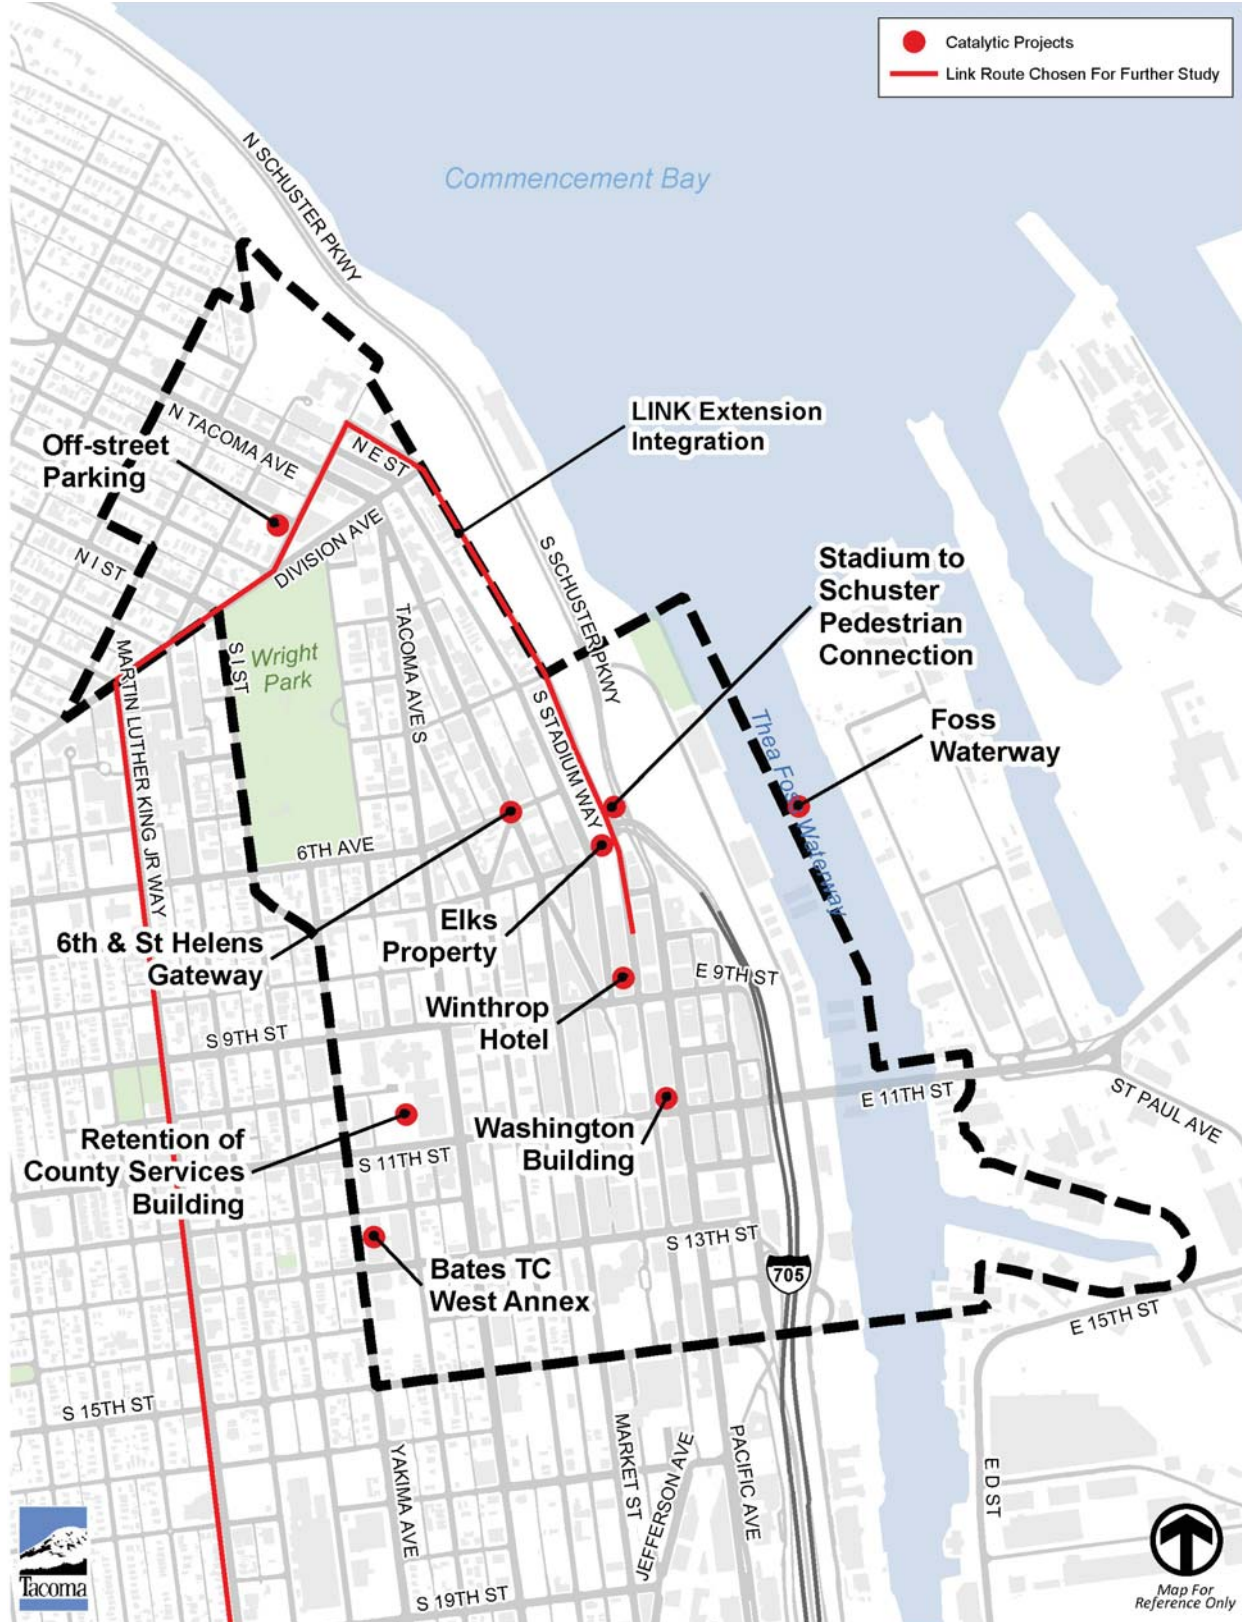 Catalytic Projects
Link Route Chosen For Further Study
N SCHUSTER PKWY
Commencement Bay
LINK Extension
Integration
N TACOMA AVE
Off-street
Parking
N E ST
DIVISION AVE
N I ST
S SCHUSTER PKWY
Stadium to
Schuster
Pedestrian
Connection
TACOMA AVE S
MARTIN LUTHER KING JR WAY
S I ST
Wright
Park
S STADIUM WAY
Thea Foss Waterway
Foss
Waterway
6TH AVE
6th & St Helens
Gateway
Elks
Property
E 9TH ST
Winthrop
Hotel
S 9TH ST
E 11TH ST
ST PAUL AVE
Retention of
County Services
Building
S 11TH ST
Washington
Building
S 13TH ST
Bates TC
West Annex
705
E 15TH ST
S 15TH ST
YAKIMA AVE
MARKET ST
JEFFERSON AVE
PACIFIC AVE
E D ST
S 19TH ST
Tacoma
Map For
Reference Only